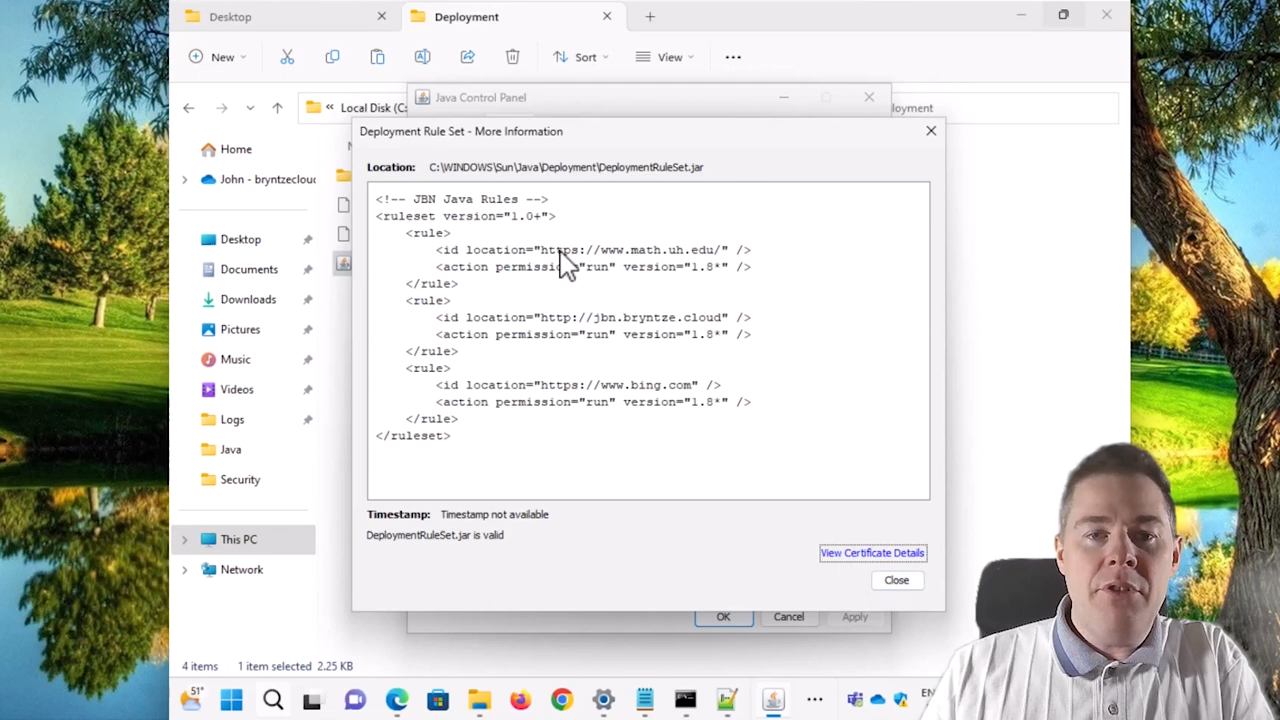 Desktop
Deployment
New
Sort
View
Local Disk (C:
loyment
Java Control Panel
Deployment Rule Set - More Information
Location: C:\WINDOWS\Sun\Java\Deployment\DeploymentRuleSet.jar
<!-- JBN Java Rules -->
<ruleset version="1.0+">
<rule>
<id location="https://www.math.uh.edu/" />
<action permission="run" version="1.8*" />
</rule>
<rule>
<id location="http://jbn.bryntze.cloud" />
<action permission="run" version="1.8*" />
</rule>
<rule>
<id location="https://www.bing.com" />
<action permission="run" version="1.8*" />
</rule>
</ruleset>
Timestamp: Timestamp not available
DeploymentRuleSet.jar is valid
View Certificate Details
Close
OK
Cancel
Apply
Home
John - bryntzeclou
Desktop
Documents
Downloads
Pictures
Music
Videos
Logs
Java
Security
This PC
Network
4 items
1 item selected 2.25 KB
51°
EN